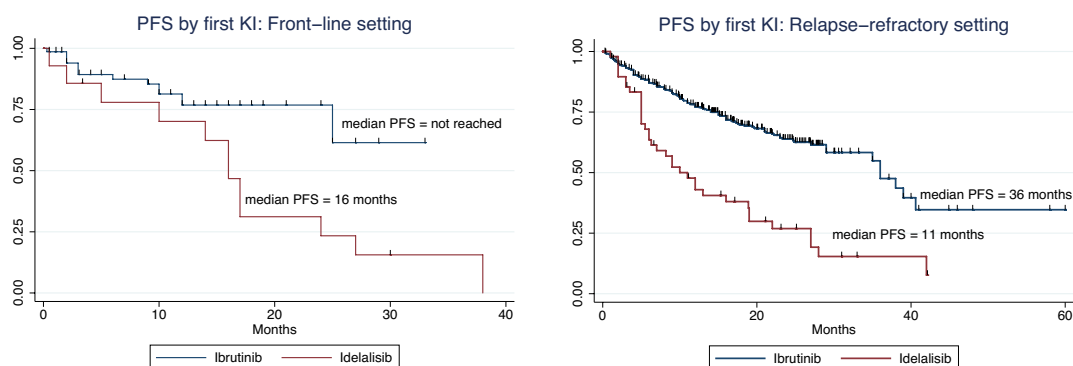 PFS by first KI: Front−line setting
1.00
0.75
0.50
0.25
0.00
median PFS = not reached
median PFS = 16 months
0 10 20 30 40
Months
Ibrutinib Idelalisib
PFS by first KI: Relapse−refractory setting
1.00
0.75
0.50
0.25
0.00
median PFS = 36 months
median PFS = 11 months
0 20 40 60
Months
Ibrutinib Idelalisib